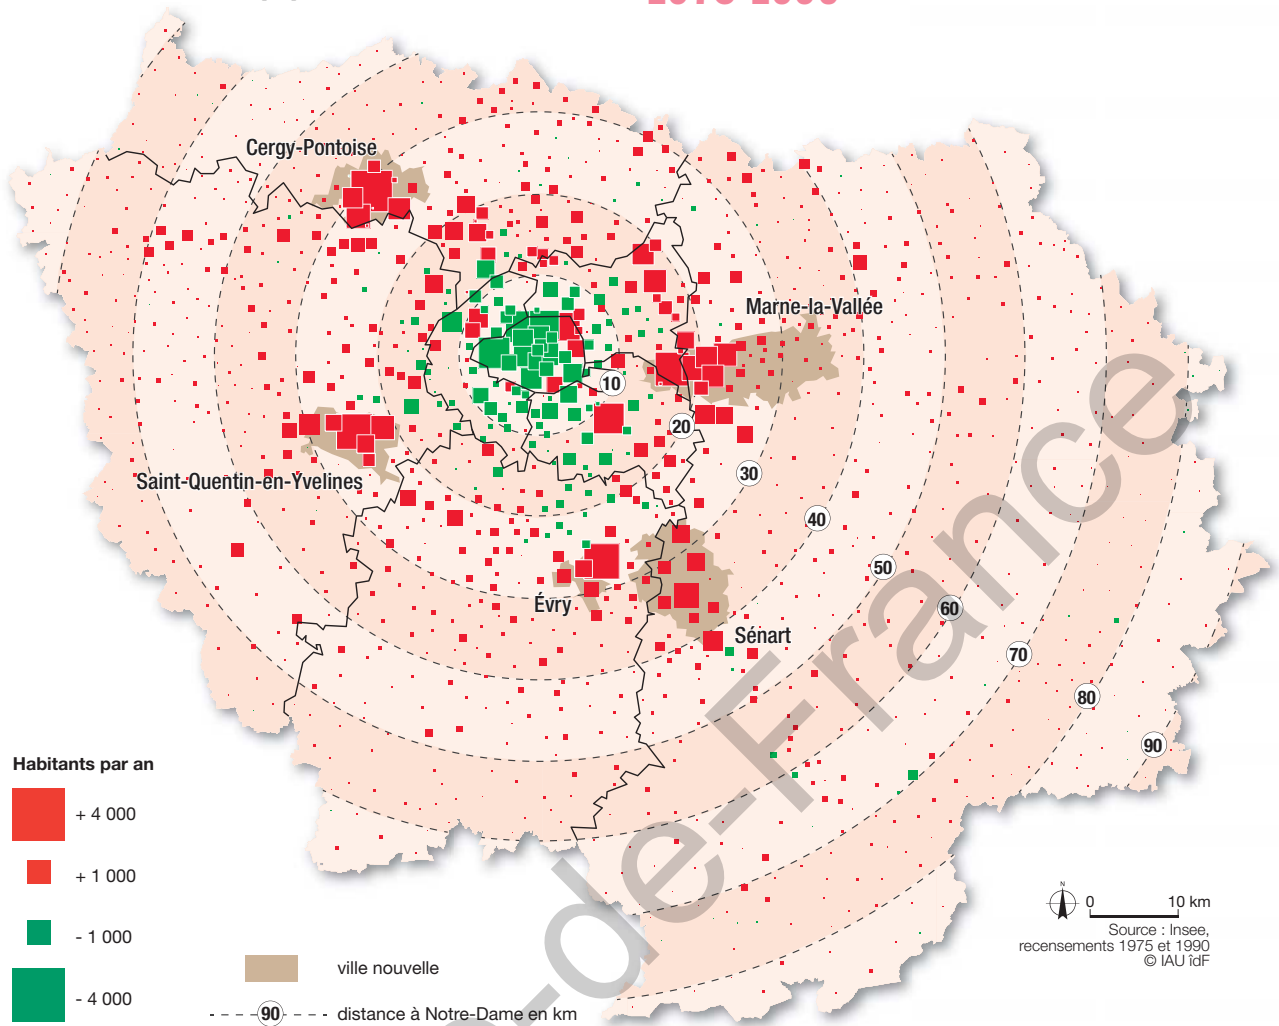 Cergy-Pontoise
Marne-la-Vallée
10
20
Saint-Quentin-en-Yvelines
30
40
50
Évry
60
Sénart
70
80
90
Habitants par an
+ 4 000
+ 1 000
- 1 000
- 4 000
ville nouvelle
90 distance à Notre-Dame en km
N
0 10 km
Source : Insee,
recensements 1975 et 1990
© IAU îdF
-de-France